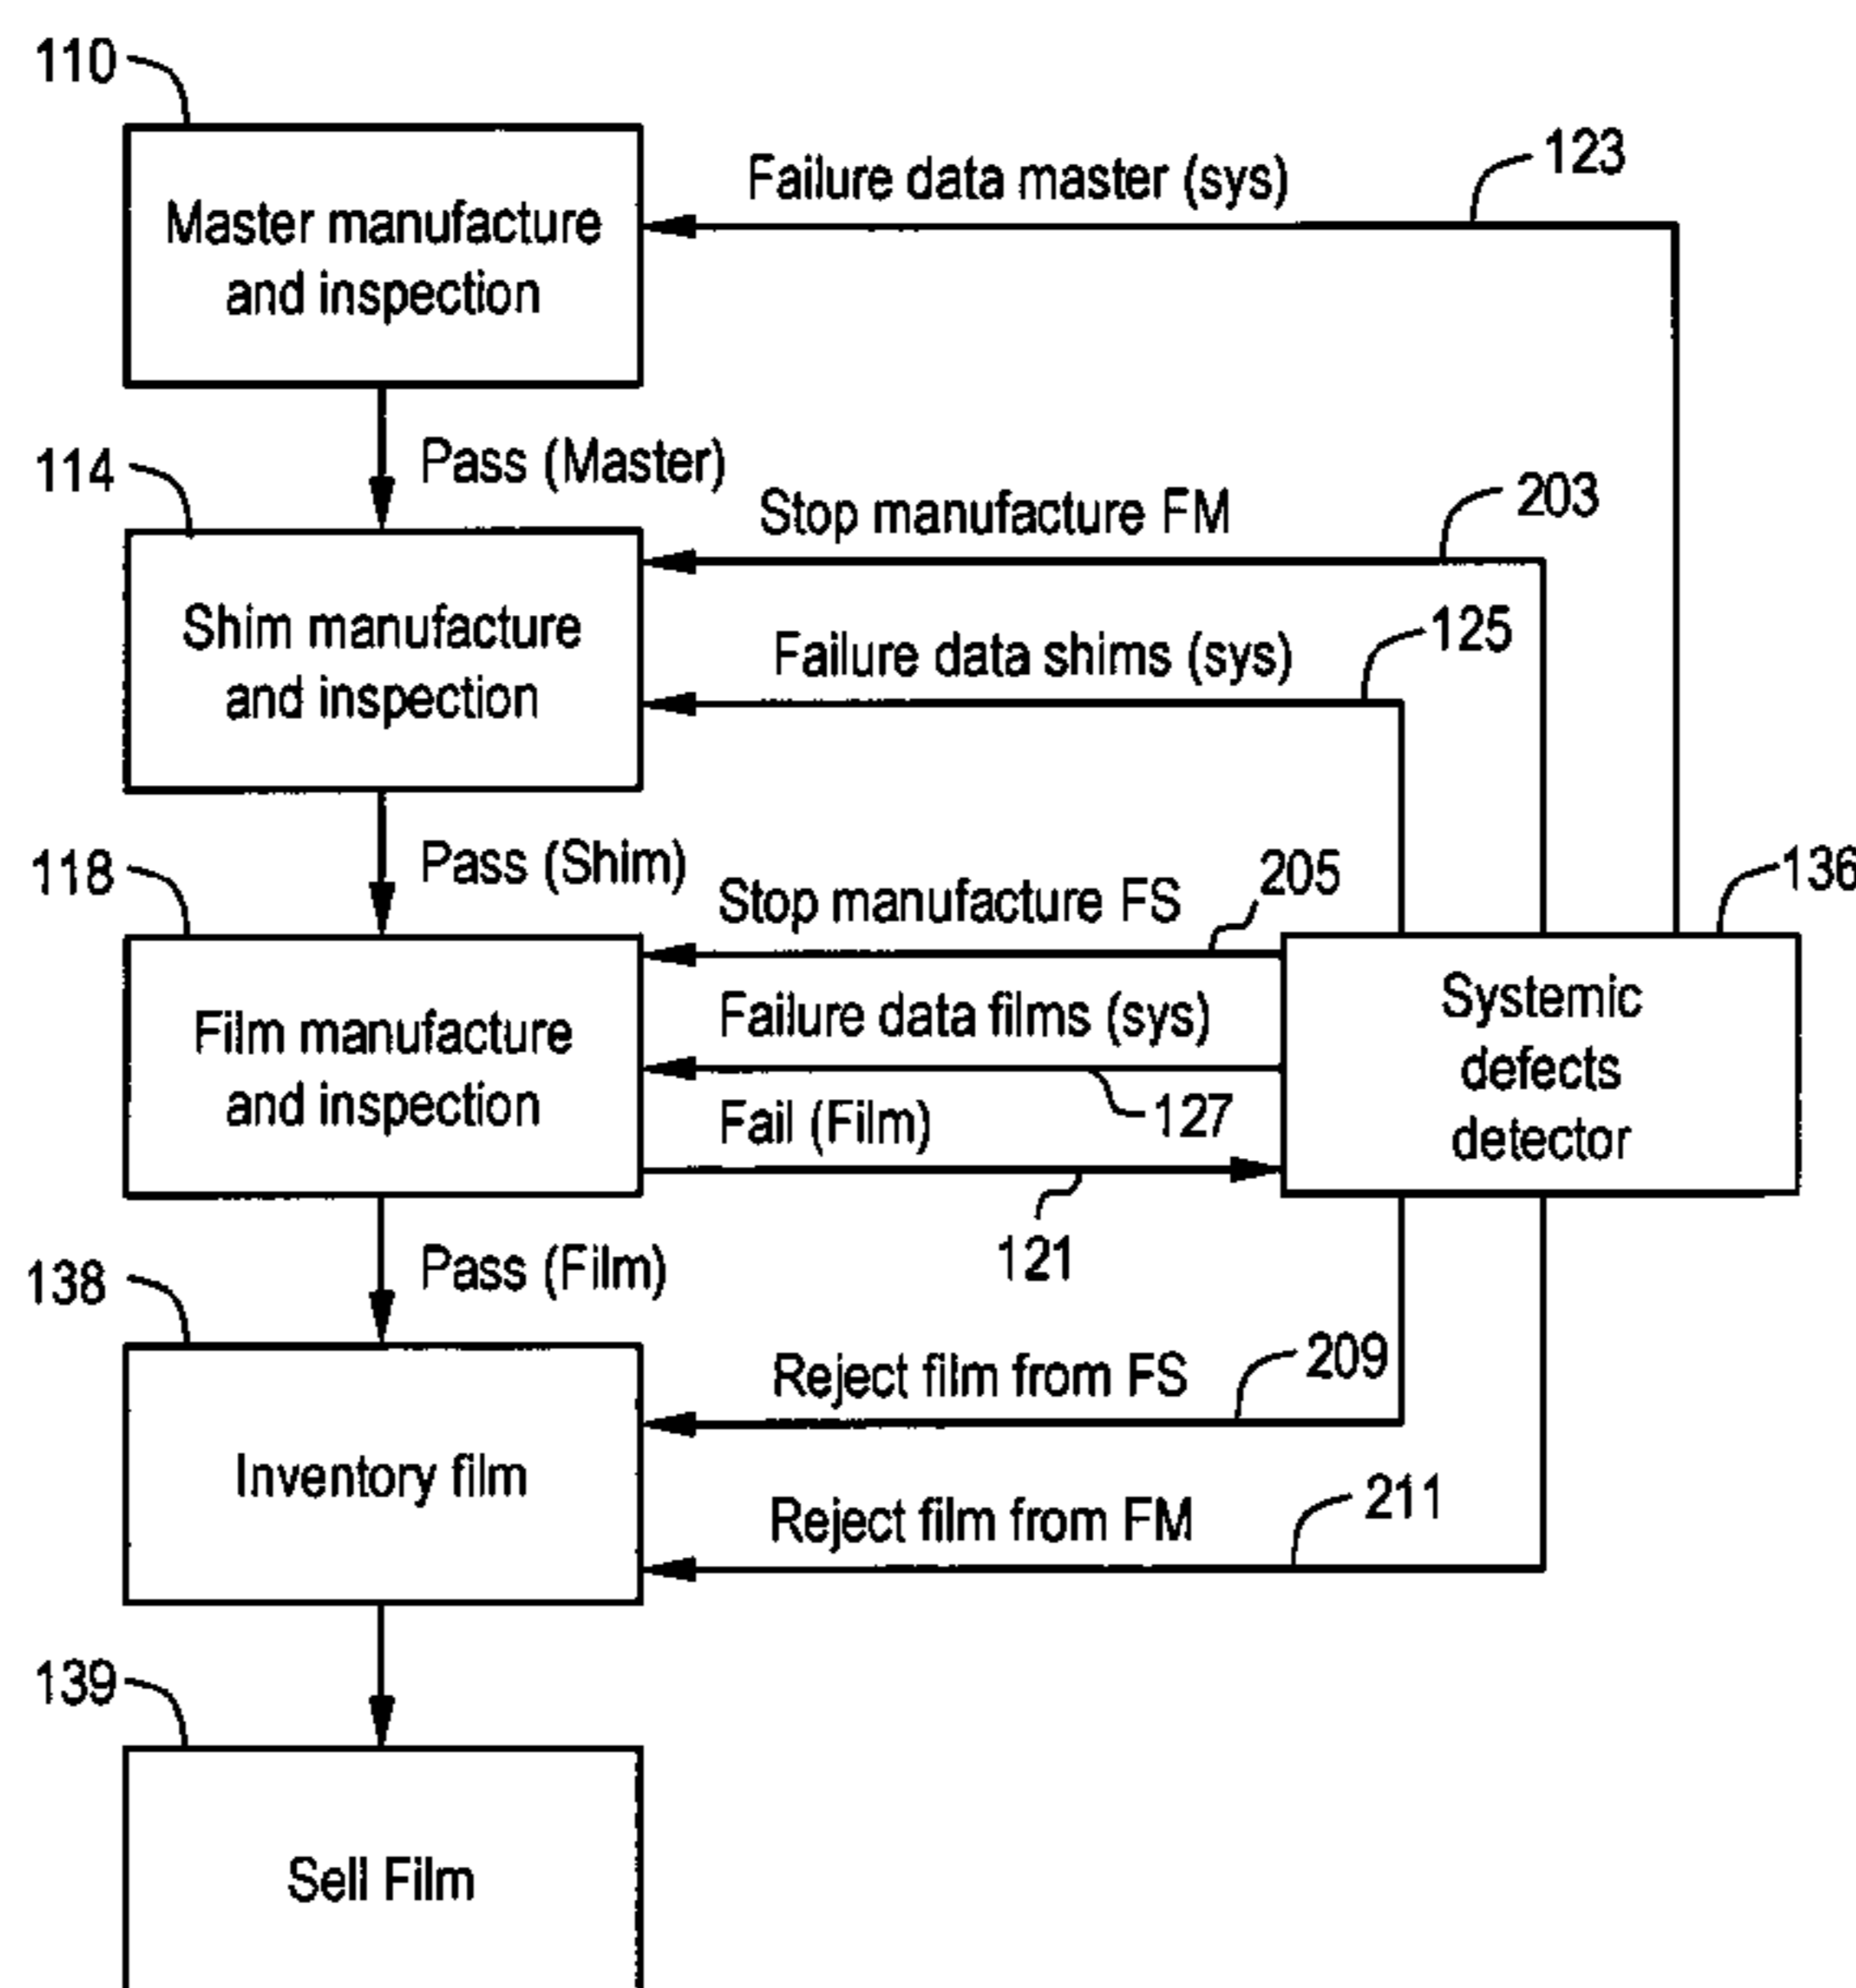 110
Master manufacture
and inspection
Failure data master (sys)
123
Pass (Master)
114
Stop manufacture FM
203
Shim manufacture
and inspection
Failure data shims (sys)
125
Pass (Shim)
118
Stop manufacture FS
205
136
Film manufacture
and inspection
Failure data films (sys)
127
Fail (Film)
121
Systemic
defects
detector
Pass (Film)
138
Reject film from FS
209
Inventory film
Reject film from FM
211
139
Sell Film